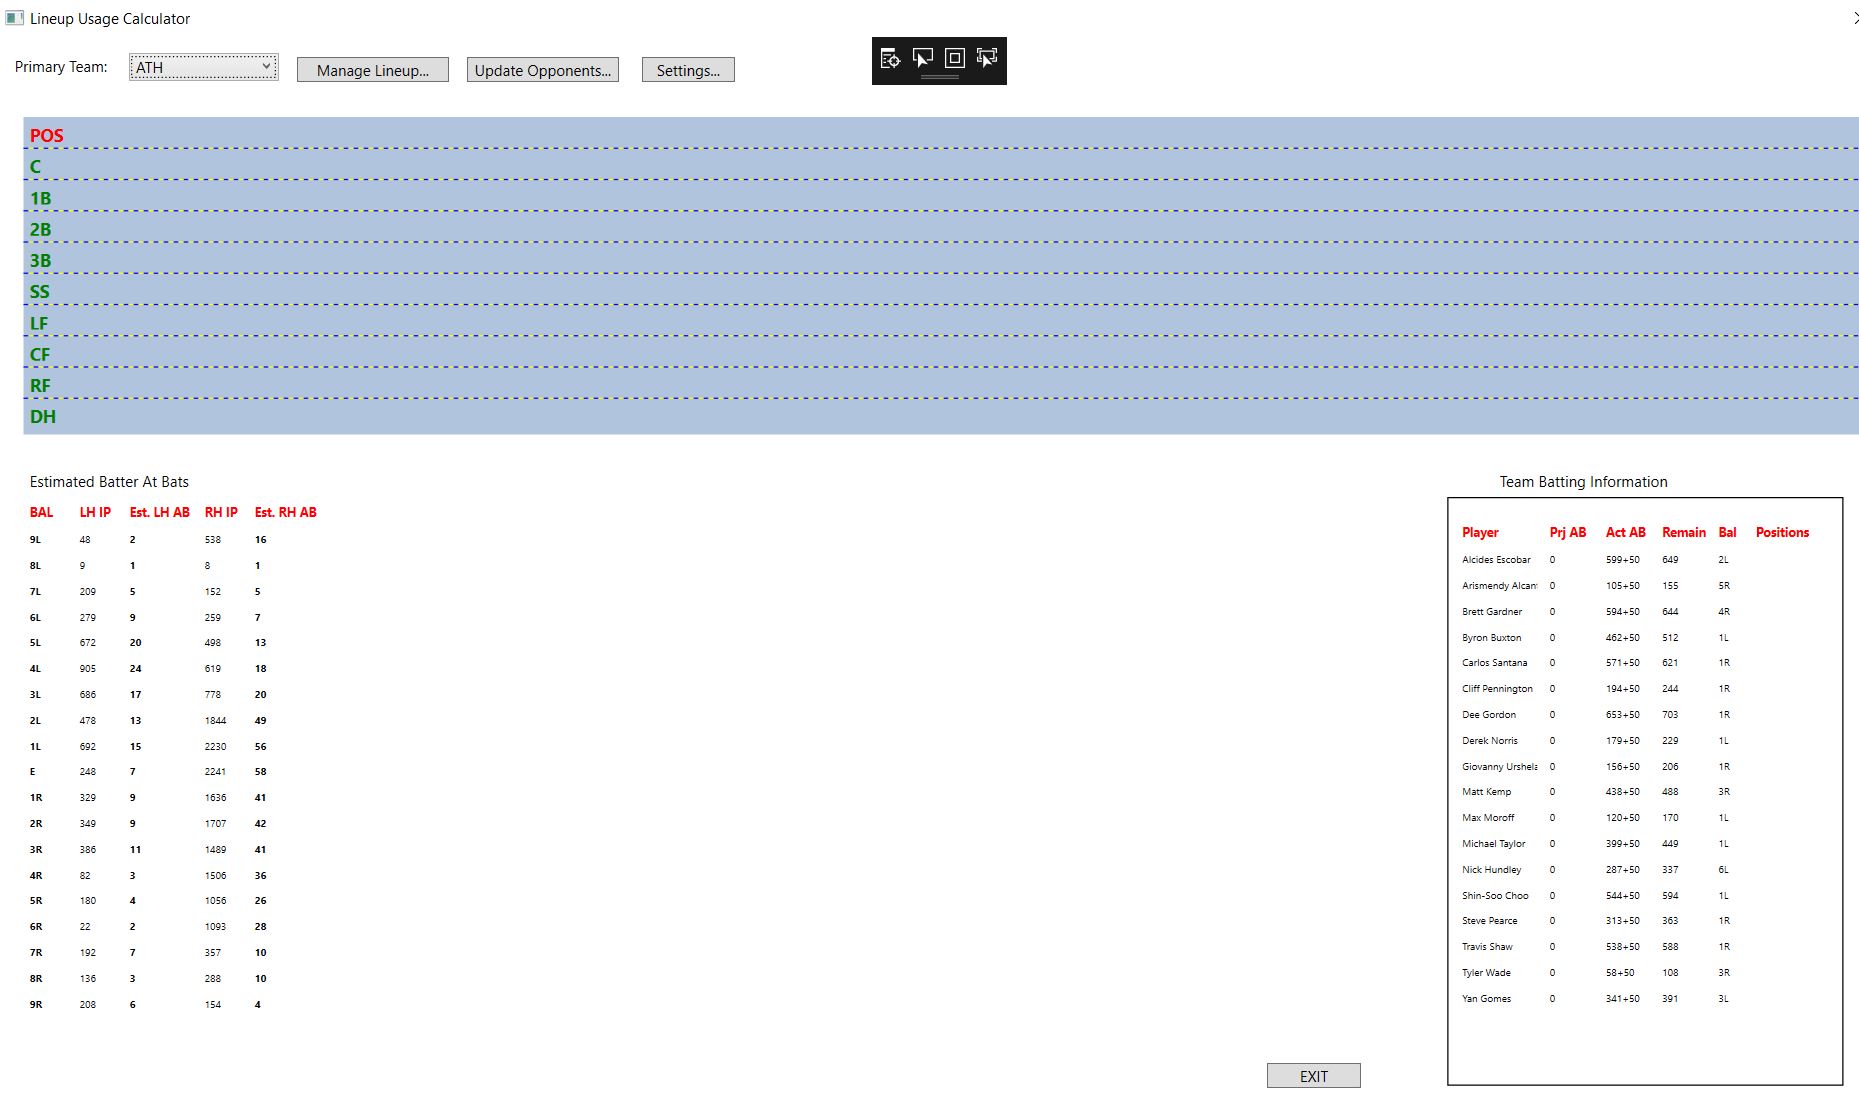 Lineup Usage Calculator
Primary Team: ATH Manage Lineup... Update Opponents... Settings...
POS
C
1B
2B
3B
SS
LF
CF
RF
DH
Estimated Batter At Bats
BAL LH IP Est. LH AB RH IP Est. RH AB
9L 48 2 538 16
8L 9 1 8 1
7L 209 5 152 5
6L 279 9 259 7
5L 672 20 498 13
4L 905 24 619 18
3L 686 17 778 20
2L 478 13 1844 49
1L 692 15 2230 56
E 248 7 2241 58
1R 329 9 1636 41
2R 349 9 1707 42
3R 386 11 1489 41
4R 82 3 1506 36
5R 180 4 1056 26
6R 22 2 1093 28
7R 192 7 357 10
8R 136 3 288 10
9R 208 6 154 4
Team Batting Information
Player Prj AB Act AB Remain Bal Positions
Alcides Escobar 0 599+50 649 2L
Arismendy Alcan 0 105+50 155 5R
Brett Gardner 0 594+50 644 4R
Byron Buxton 0 462+50 512 1L
Carlos Santana 0 571+50 621 1R
Cliff Pennington 0 194+50 244 1R
Dee Gordon 0 653+50 703 1R
Derek Norris 0 179+50 229 1L
Giovanny Urshela 0 156+50 206 1R
Matt Kemp 0 438+50 488 3R
Max Moroff 0 120+50 170 1L
Michael Taylor 0 399+50 449 1L
Nick Hundley 0 287+50 337 6L
Shin-Soo Choo 0 544+50 594 1L
Steve Pearce 0 313+50 363 1R
Travis Shaw 0 538+50 588 1R
Tyler Wade 0 58+50 108 3R
Yan Gomes 0 341+50 391 3L
EXIT